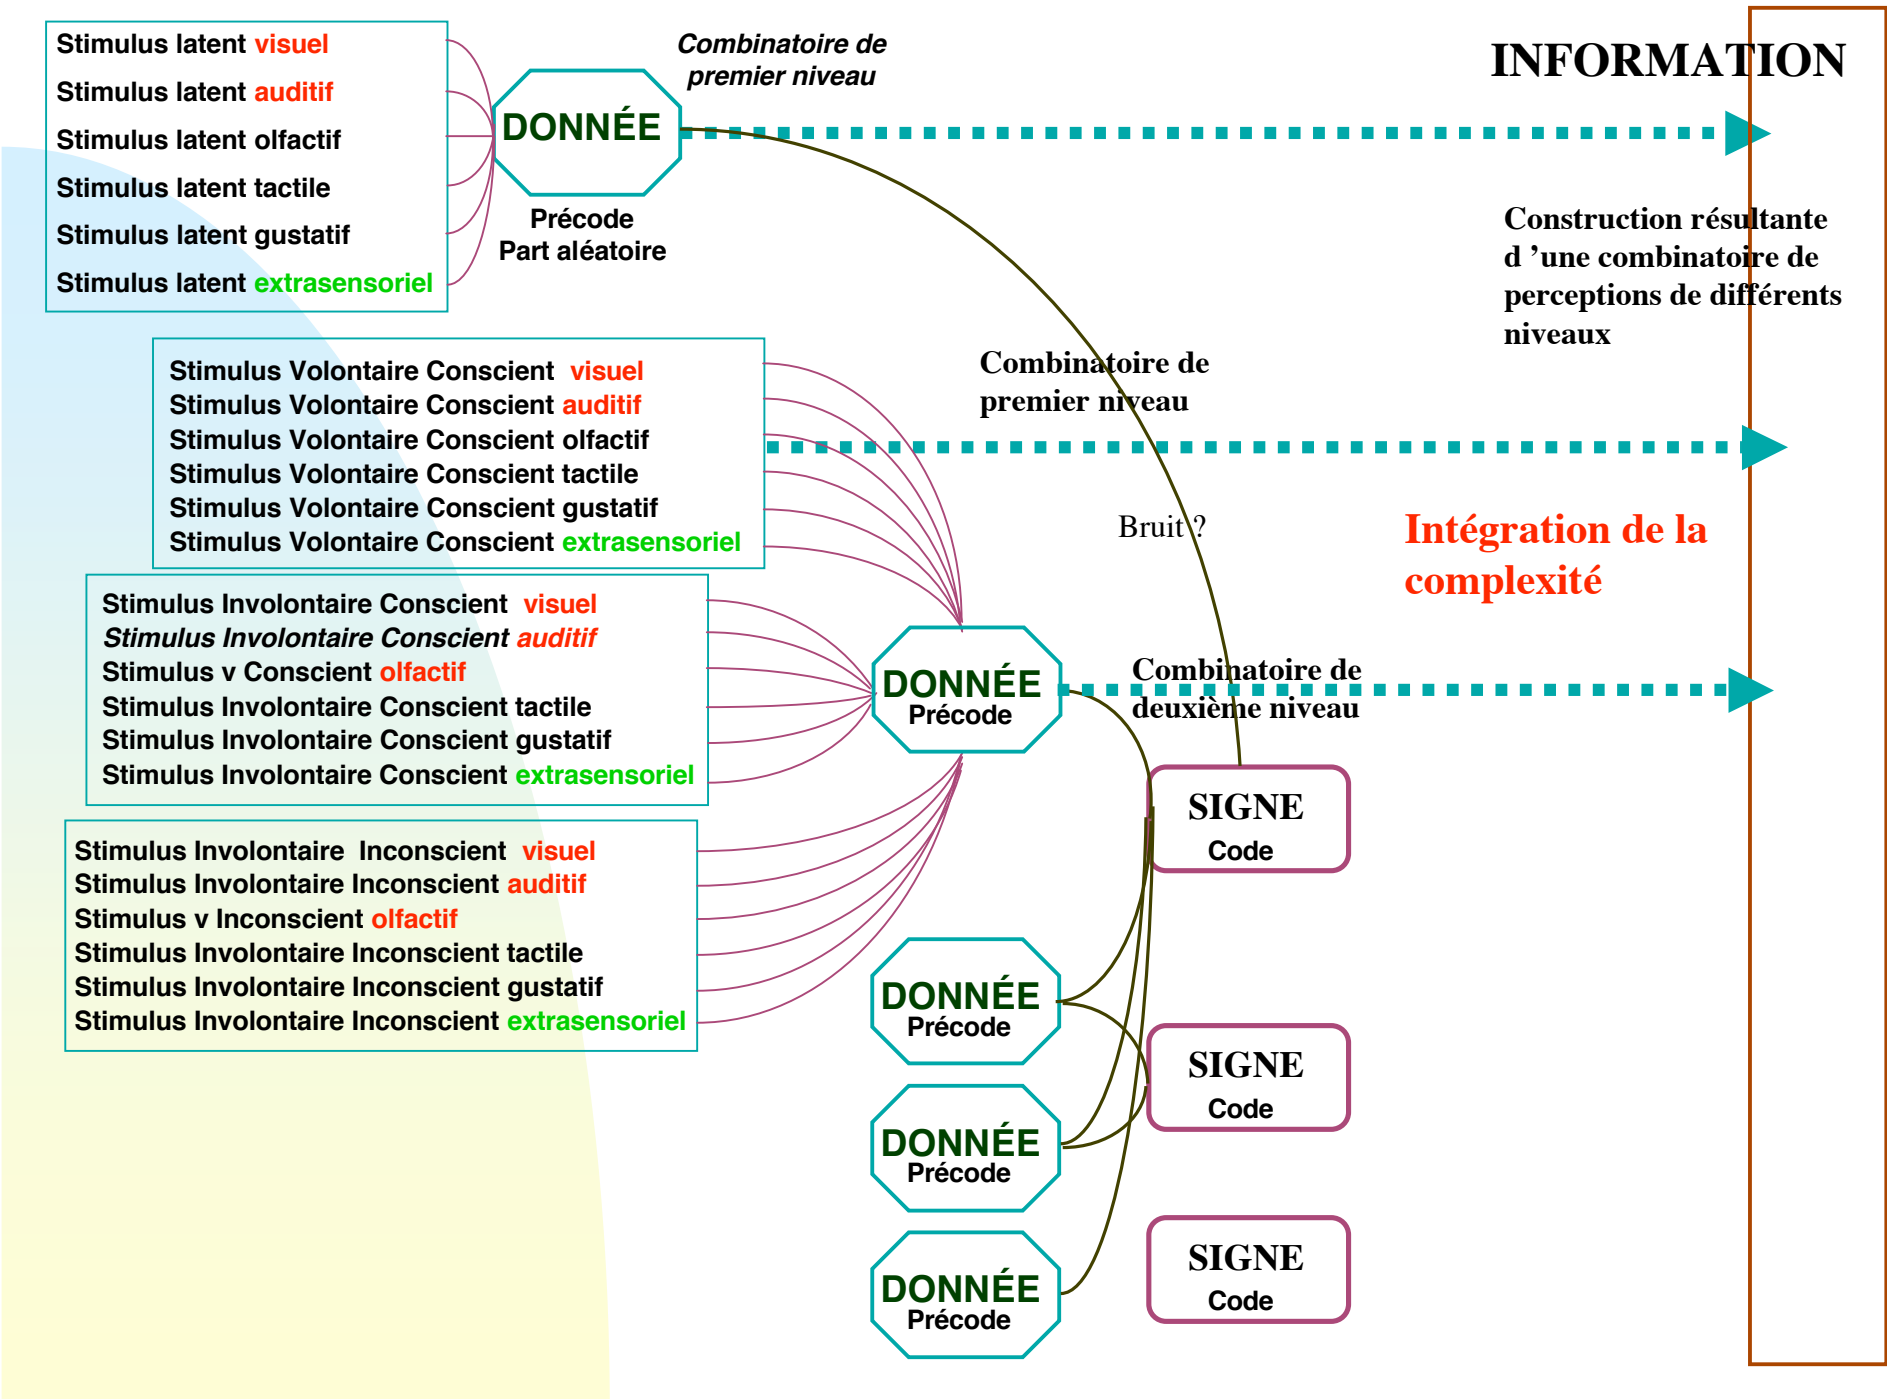 Stimulus latent visuel
Stimulus latent auditif
Stimulus latent olfactif
Stimulus latent tactile
Stimulus latent gustatif
Stimulus latent extrasensoriel
DONNÉE
Précode
Part aléatoire
Combinatoire de
premier niveau
INFORMATION
Construction résultante
d ’une combinatoire de
perceptions de différents
niveaux
Stimulus Volontaire Conscient  visuel
Stimulus Volontaire Conscient auditif
Stimulus Volontaire Conscient olfactif
Stimulus Volontaire Conscient tactile
Stimulus Volontaire Conscient gustatif
Stimulus Volontaire Conscient extrasensoriel
Combinatoire de
premier niveau
Bruit ?
Intégration de la
complexité
Stimulus Involontaire Conscient  visuel
Stimulus Involontaire Conscient auditif
Stimulus v Conscient olfactif
Stimulus Involontaire Conscient tactile
Stimulus Involontaire Conscient gustatif
Stimulus Involontaire Conscient extrasensoriel
DONNÉE
Précode
Combinatoire de
deuxième niveau
SIGNE
Code
Stimulus Involontaire  Inconscient  visuel
Stimulus Involontaire Inconscient auditif
Stimulus v Inconscient olfactif
Stimulus Involontaire Inconscient tactile
Stimulus Involontaire Inconscient gustatif
Stimulus Involontaire Inconscient extrasensoriel
DONNÉE
Précode
SIGNE
Code
DONNÉE
Précode
SIGNE
Code
DONNÉE
Précode